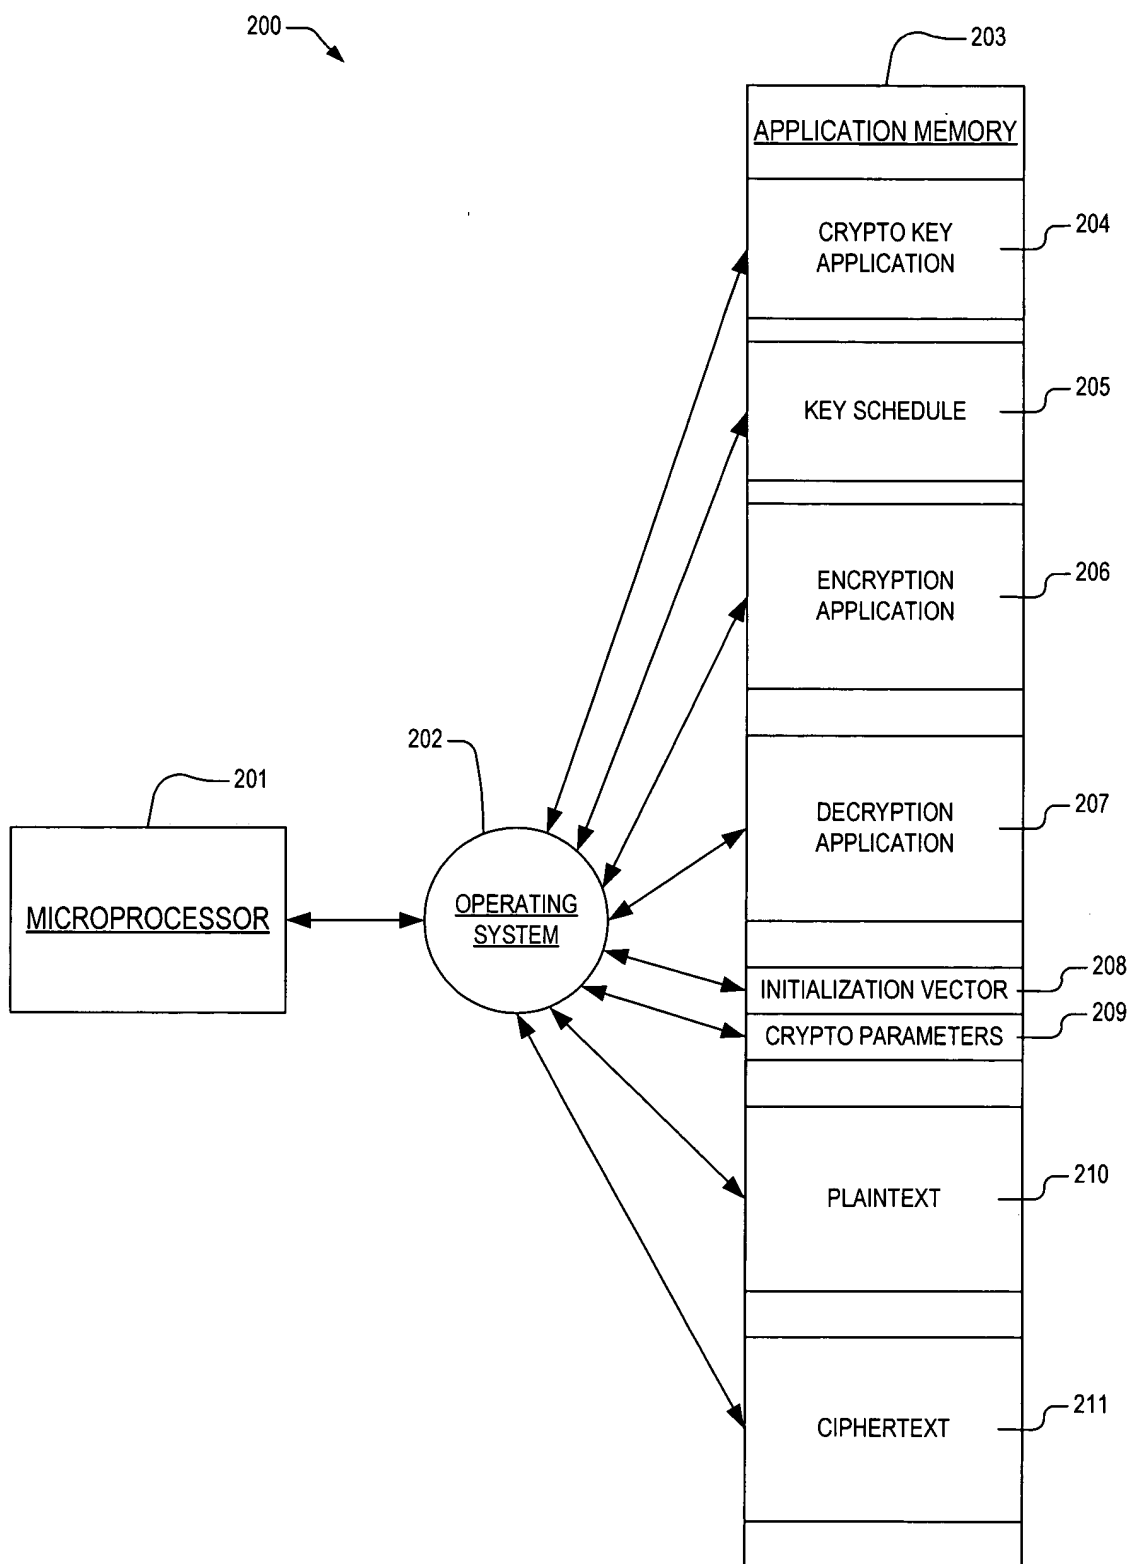 200
203
APPLICATION MEMORY
CRYPTO KEY
APPLICATION
204
KEY SCHEDULE
205
ENCRYPTION
APPLICATION
206
202
201
DECRYPTION
APPLICATION
207
MICROPROCESSOR
OPERATING
SYSTEM
INITIALIZATION VECTOR
208
CRYPTO PARAMETERS
209
PLAINTEXT
210
CIPHERTEXT
211